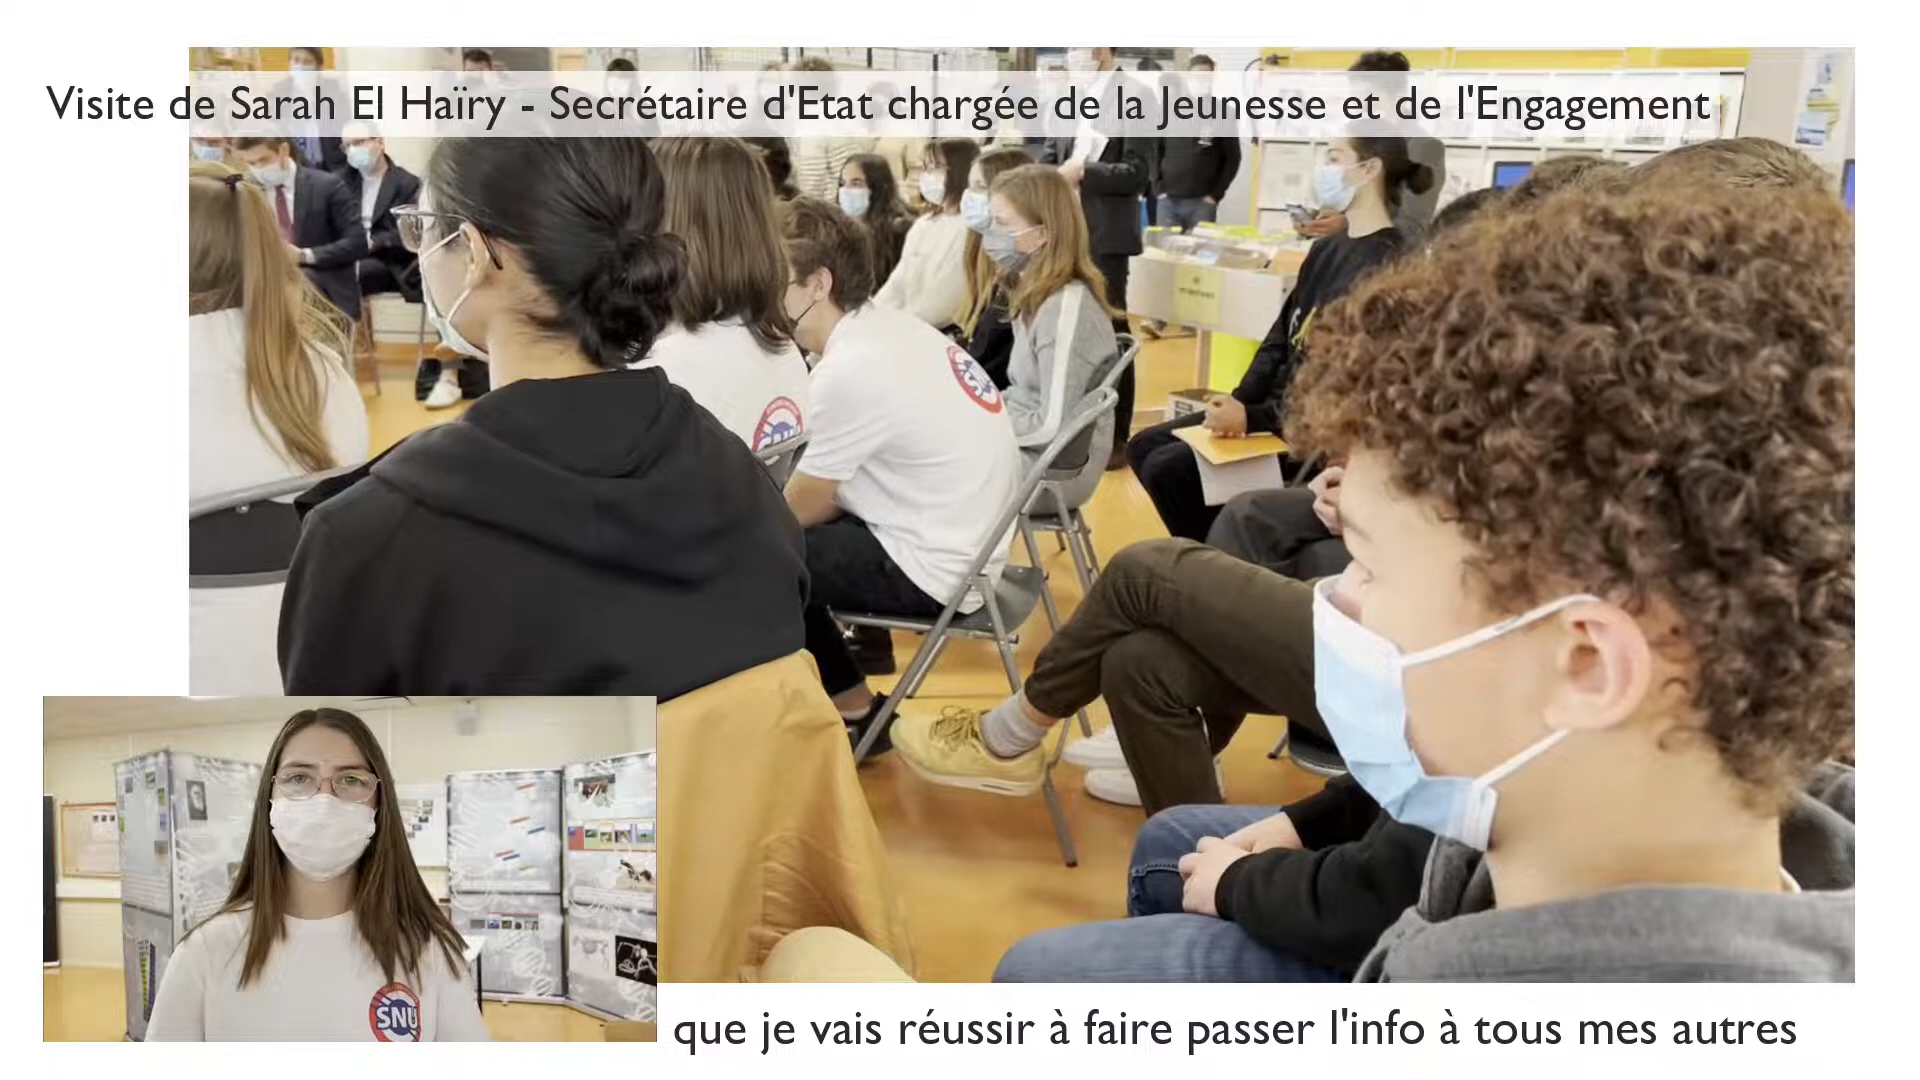 Visite de Sarah El Haïry - Secrétaire d'Etat chargée de la Jeunesse et de l'Engagement
SNU
que je vais réussir à faire passer l'info à tous mes autres